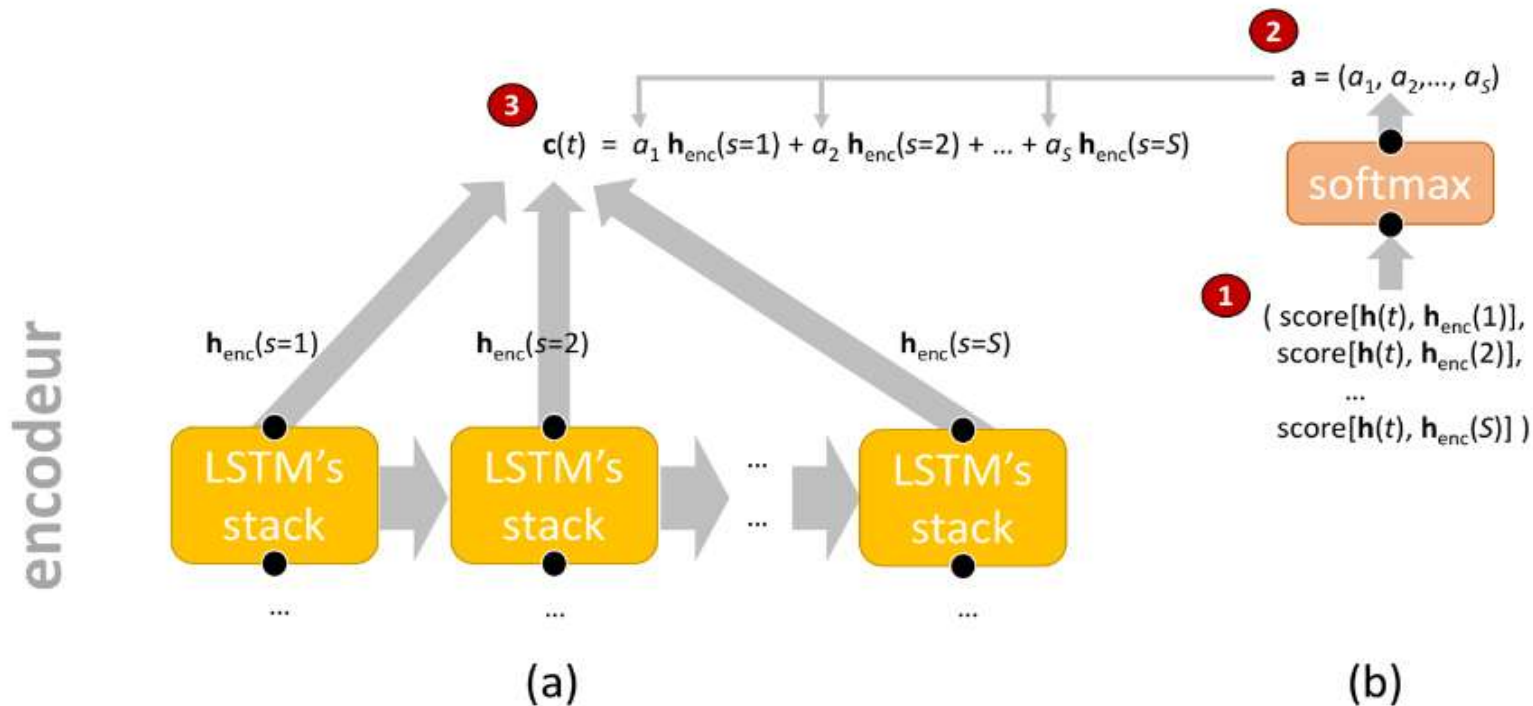 2
a = (a1, a2,..., aS)
3
c(t) = a1 henc(s=1) + a2 henc(s=2) + ... + aS henc(s=S)
softmax
1
( score[h(t), henc(1)],
score[h(t), henc(2)],
...
score[h(t), henc(S)] )
henc(s=1)
henc(s=2)
henc(s=S)
encodeur
LSTM's
stack
LSTM's
stack
...
...
LSTM's
stack
...
...
...
(a)
(b)